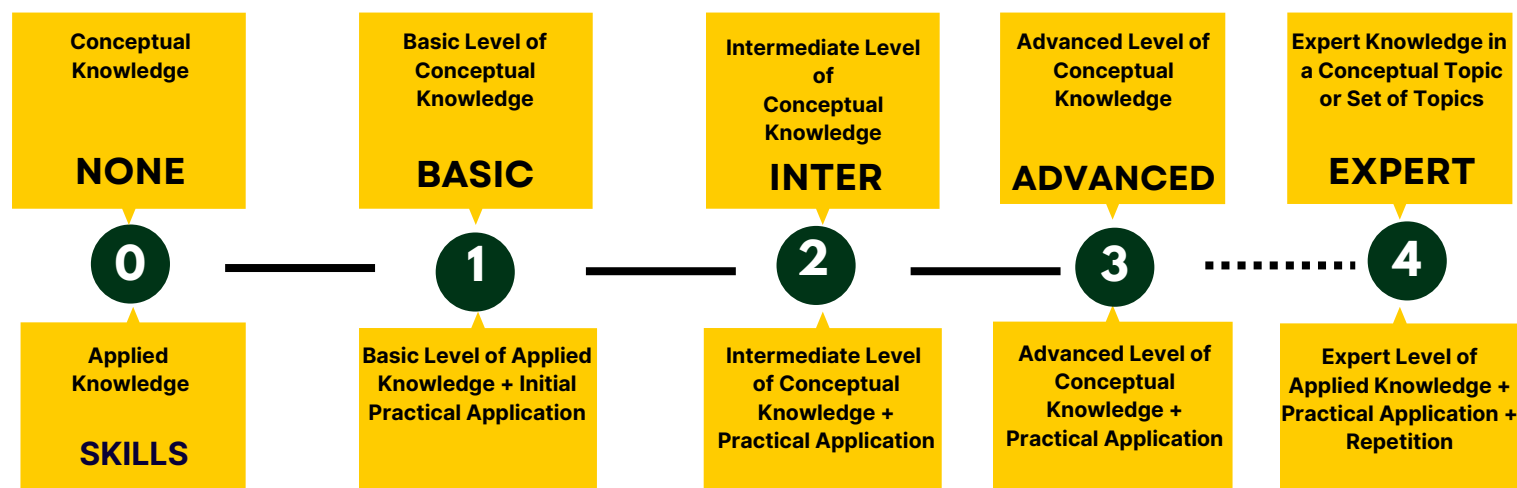 Conceptual
Knowledge
NONE
Basic Level of
Conceptual
Knowledge
BASIC
Intermediate Level
of
Conceptual
Knowledge
INTER
Advanced Level of
Conceptual
Knowledge
ADVANCED
Expert Knowledge in
a Conceptual Topic
or Set of Topics
EXPERT
0
1
2
3
4
Applied
Knowledge
SKILLS
Basic Level of Applied
Knowledge + Initial
Practical Application
Intermediate Level
of Conceptual
Knowledge +
Practical Application
Advanced Level of
Conceptual
Knowledge +
Practical Application
Expert Level of
Applied Knowledge +
Practical Application +
Repetition